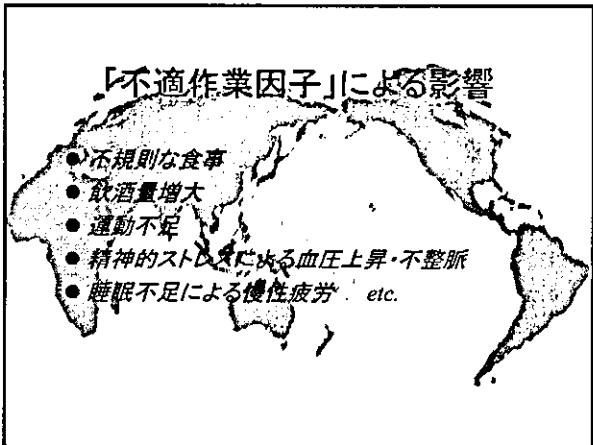 「不適作業因子」による影響
● 不規則な食事
● 飲酒量増大
● 運動不足
● 精神的ストレスによる血圧上昇・不整脈
● 睡眠不足による慢性疲労 etc.